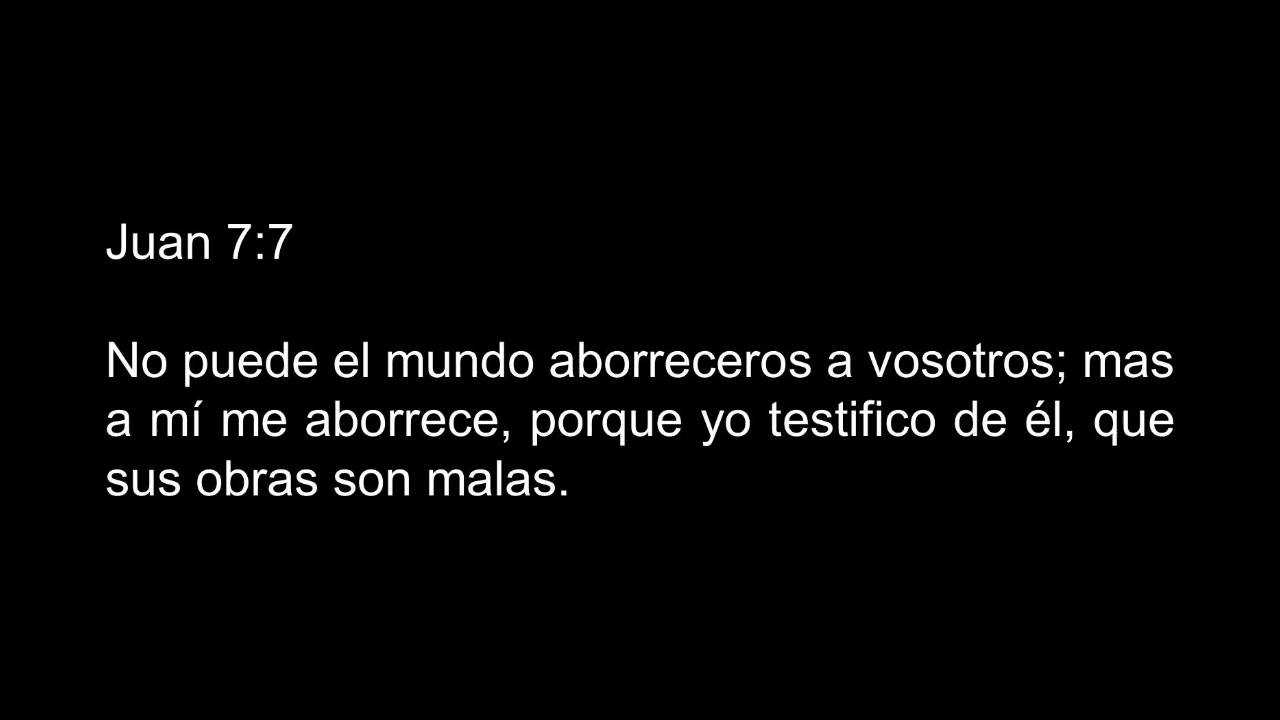 Juan 7:7
No puede el mundo aborreceros a vosotros; mas
a mí me aborrece, porque yo testifico de él, que
sus obras son malas.